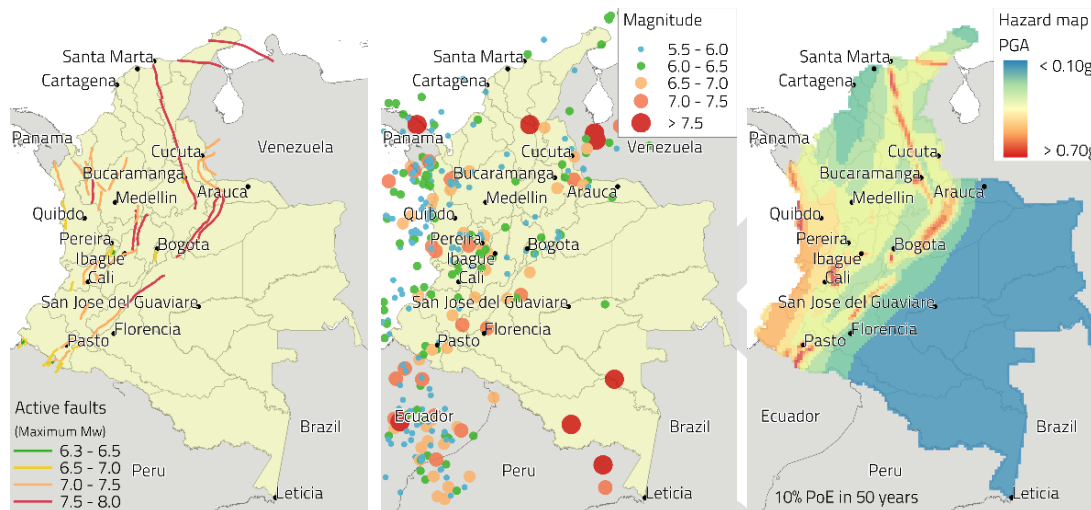 Santa Marta
Cartagena
Panama
Cucuta
Venezuela
Bucaramanga
Arauca
Medellin
Quibdo
Pereira
Bogota
Ibague
Cali
San Jose del Guaviare
Florencia
Pasto
Active faults
(Maximum Mw)
6.3 - 6.5
6.5 - 7.0
7.0 - 7.5
7.5 - 8.0
Brazil
Peru
Leticia
Magnitude
5.5 - 6.0
6.0 - 6.5
6.5 - 7.0
7.0 - 7.5
> 7.5
Santa Marta
Cartagena
Panama
Cucuta
Venezuela
Bucaramanga
Arauca
Medellin
Quibdo
Pereira
Bogota
Ibague
Cali
San Jose del Guaviare
Florencia
Pasto
Ecuador
Brazil
Peru
Leticia
Hazard map
PGA
< 0.10g
> 0.70g
Santa Marta
Cartagena
Panama
Cucuta
Venezuela
Bucaramanga
Arauca
Medellin
Quibdo
Pereira
Bogota
Ibague
Cali
San Jose del Guaviare
Florencia
Pasto
Ecuador
Brazil
Peru
10% PoE in 50 years
Leticia